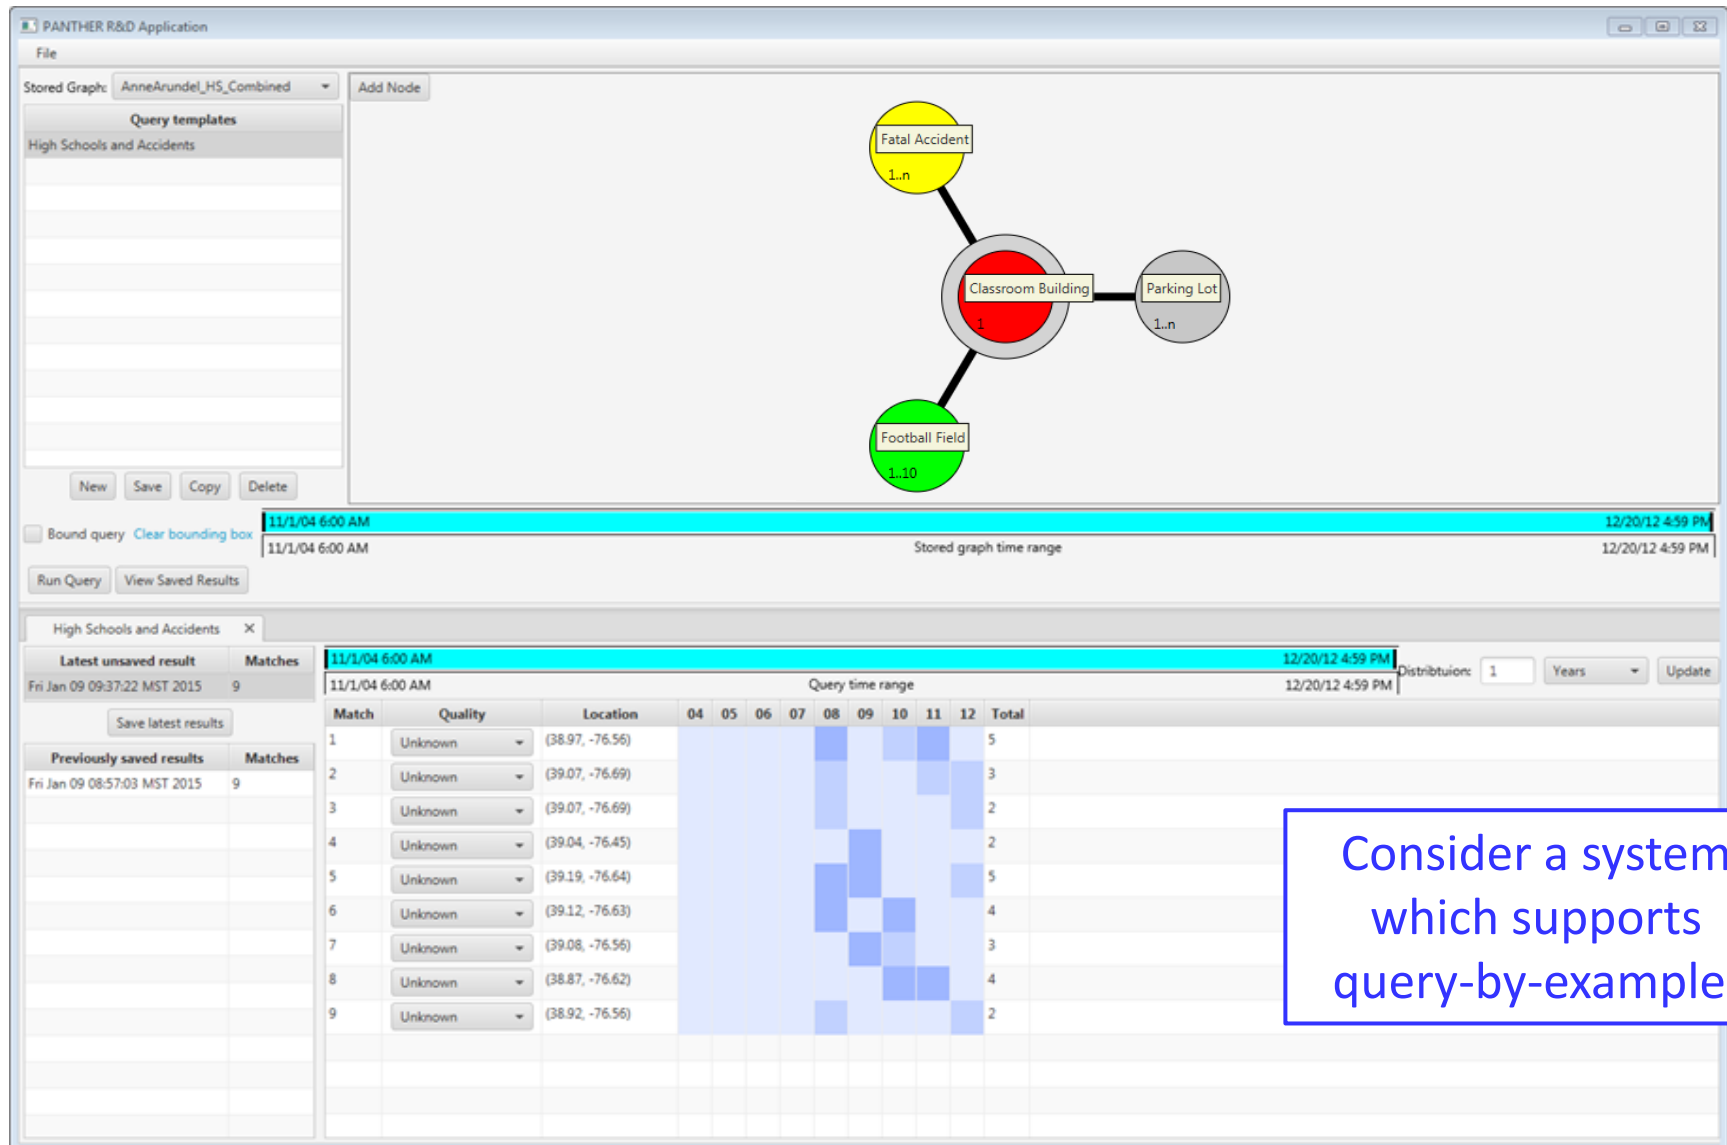 PANTHER R&D Application
File
Stored Graph: AnneArundel_HS_Combined
Add Node
Query templates
High Schools and Accidents
Fatal Accident
1..n
Classroom Building
1
Parking Lot
1..n
Football Field
1..10
New Save Copy Delete
Bound query Clear bounding box
11/1/04 6:00 AM 12/20/12 4:59 PM
11/1/04 6:00 AM Stored graph time range 12/20/12 4:59 PM
Run Query View Saved Results
High Schools and Accidents X
Latest unsaved result Matches
Fri Jan 09 09:37:22 MST 2015 9
Save latest results
Previously saved results Matches
Fri Jan 09 08:57:03 MST 2015 9
11/1/04 6:00 AM 12/20/12 4:59 PM
11/1/04 6:00 AM Query time range 12/20/12 4:59 PM
Distribtuion: 1 Years Update
Match Quality Location 04 05 06 07 08 09 10 11 12 Total
1 Unknown (38.97, -76.56) 5
2 Unknown (39.07, -76.69) 3
3 Unknown (39.07, -76.69) 2
4 Unknown (39.04, -76.45) 2
5 Unknown (39.19, -76.64) 5
6 Unknown (39.12, -76.63) 4
7 Unknown (39.08, -76.56) 3
8 Unknown (38.87, -76.62) 4
9 Unknown (38.92, -76.56) 2
Consider a system
which supports
query-by-example